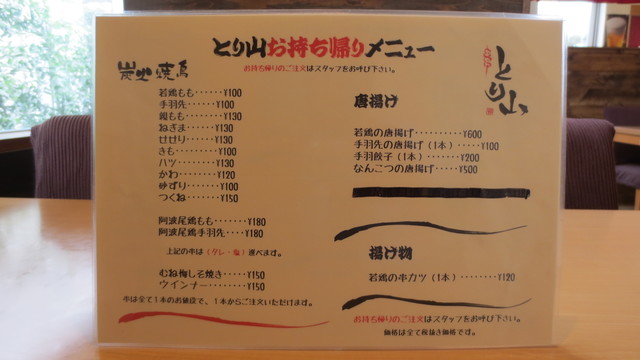 とり山お持ち帰りメニュー
お持ち帰りのご注文はスタッフをお呼び下さい。
炭火焼鳥
若鶏もも‥‥‥¥100
手羽先‥‥‥‥¥100
親もも‥‥‥‥¥130
ねぎま‥‥‥‥¥130
せせり‥‥‥‥¥130
きも‥‥‥‥‥¥100
ハツ‥‥‥‥‥¥130
かわ‥‥‥‥‥¥120
砂ずり‥‥‥‥¥100
つくね‥‥‥‥¥150
阿波尾鶏もも‥‥‥¥180
阿波尾鶏手羽先‥‥¥180
上記の串は(タレ・塩)選べます。
むね梅しそ焼き‥‥‥¥150
ウインナー‥‥‥‥‥¥150
串は全て1本のお値段で、1本からご注文いただけます。
とり山
唐揚げ
若鶏の唐揚げ‥‥‥‥‥¥600
手羽先の唐揚げ(1本)‥‥‥¥100
手羽餃子(1本)‥‥‥‥¥200
なんこつの唐揚げ‥‥‥¥500
揚げ物
若鶏の串カツ(1本)‥‥‥‥¥120
お持ち帰りのご注文はスタッフをお呼び下さい。
価格は全て税抜き価格です。